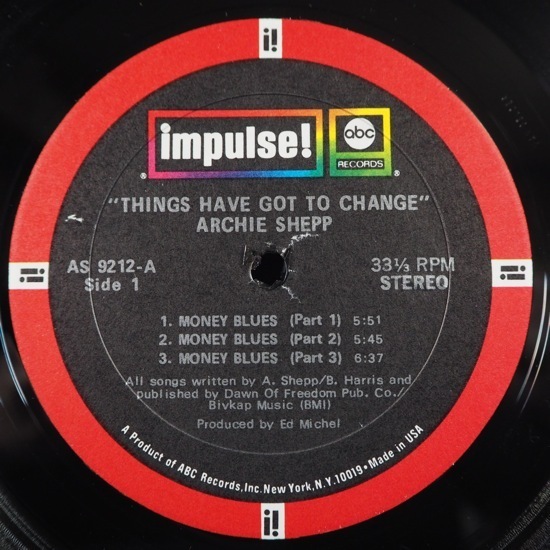 i!
impulse! abc
RECORDS
® ®
"THINGS HAVE GOT TO CHANGE"
ARCHIE SHEPP
AS 9212-A 33⅓ RPM
Side 1 STEREO
i! i!
1. MONEY BLUES (Part 1) 5:51
2. MONEY BLUES (Part 2) 5:45
3. MONEY BLUES (Part 3) 6:37
All songs written by A. Shepp/B. Harris and
published by Dawn Of Freedom Pub. Co./
Bivkap Music (BMI)
Produced by Ed Michel
A Product of ABC Records, Inc. New York, N.Y. 10019 • Made in USA
i!